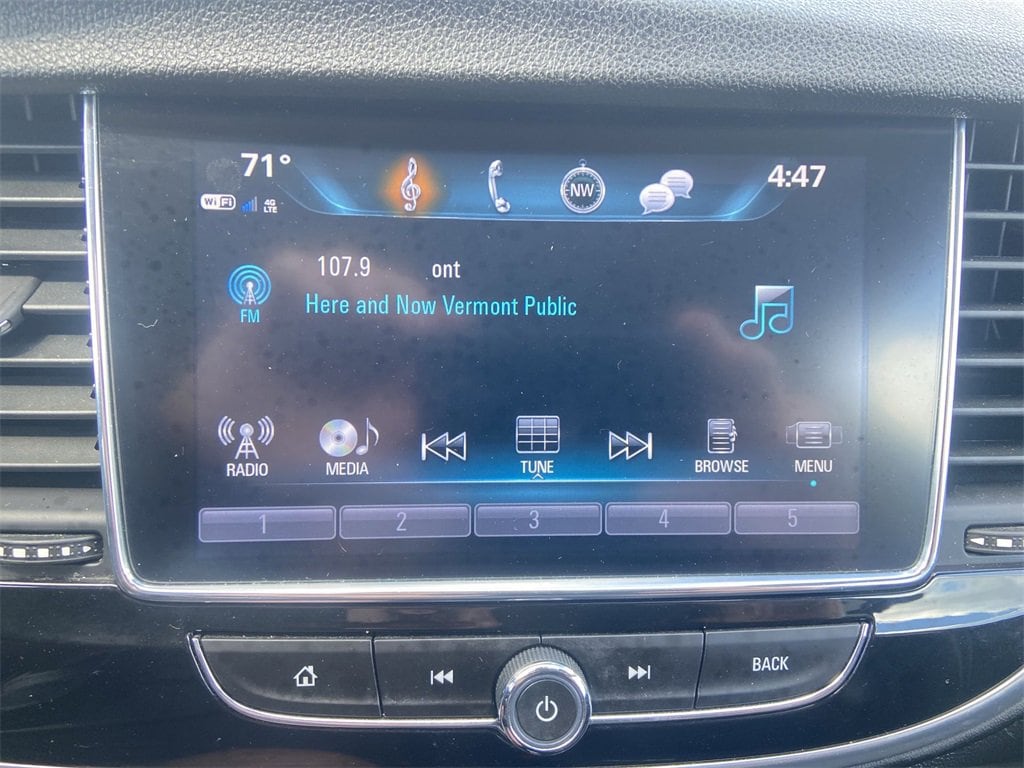 71° NW 4:47
WiFi 4G LTE
107.9 ont
FM Here and Now Vermont Public
RADIO MEDIA TUNE BROWSE MENU
1 2 3 4 5
BACK